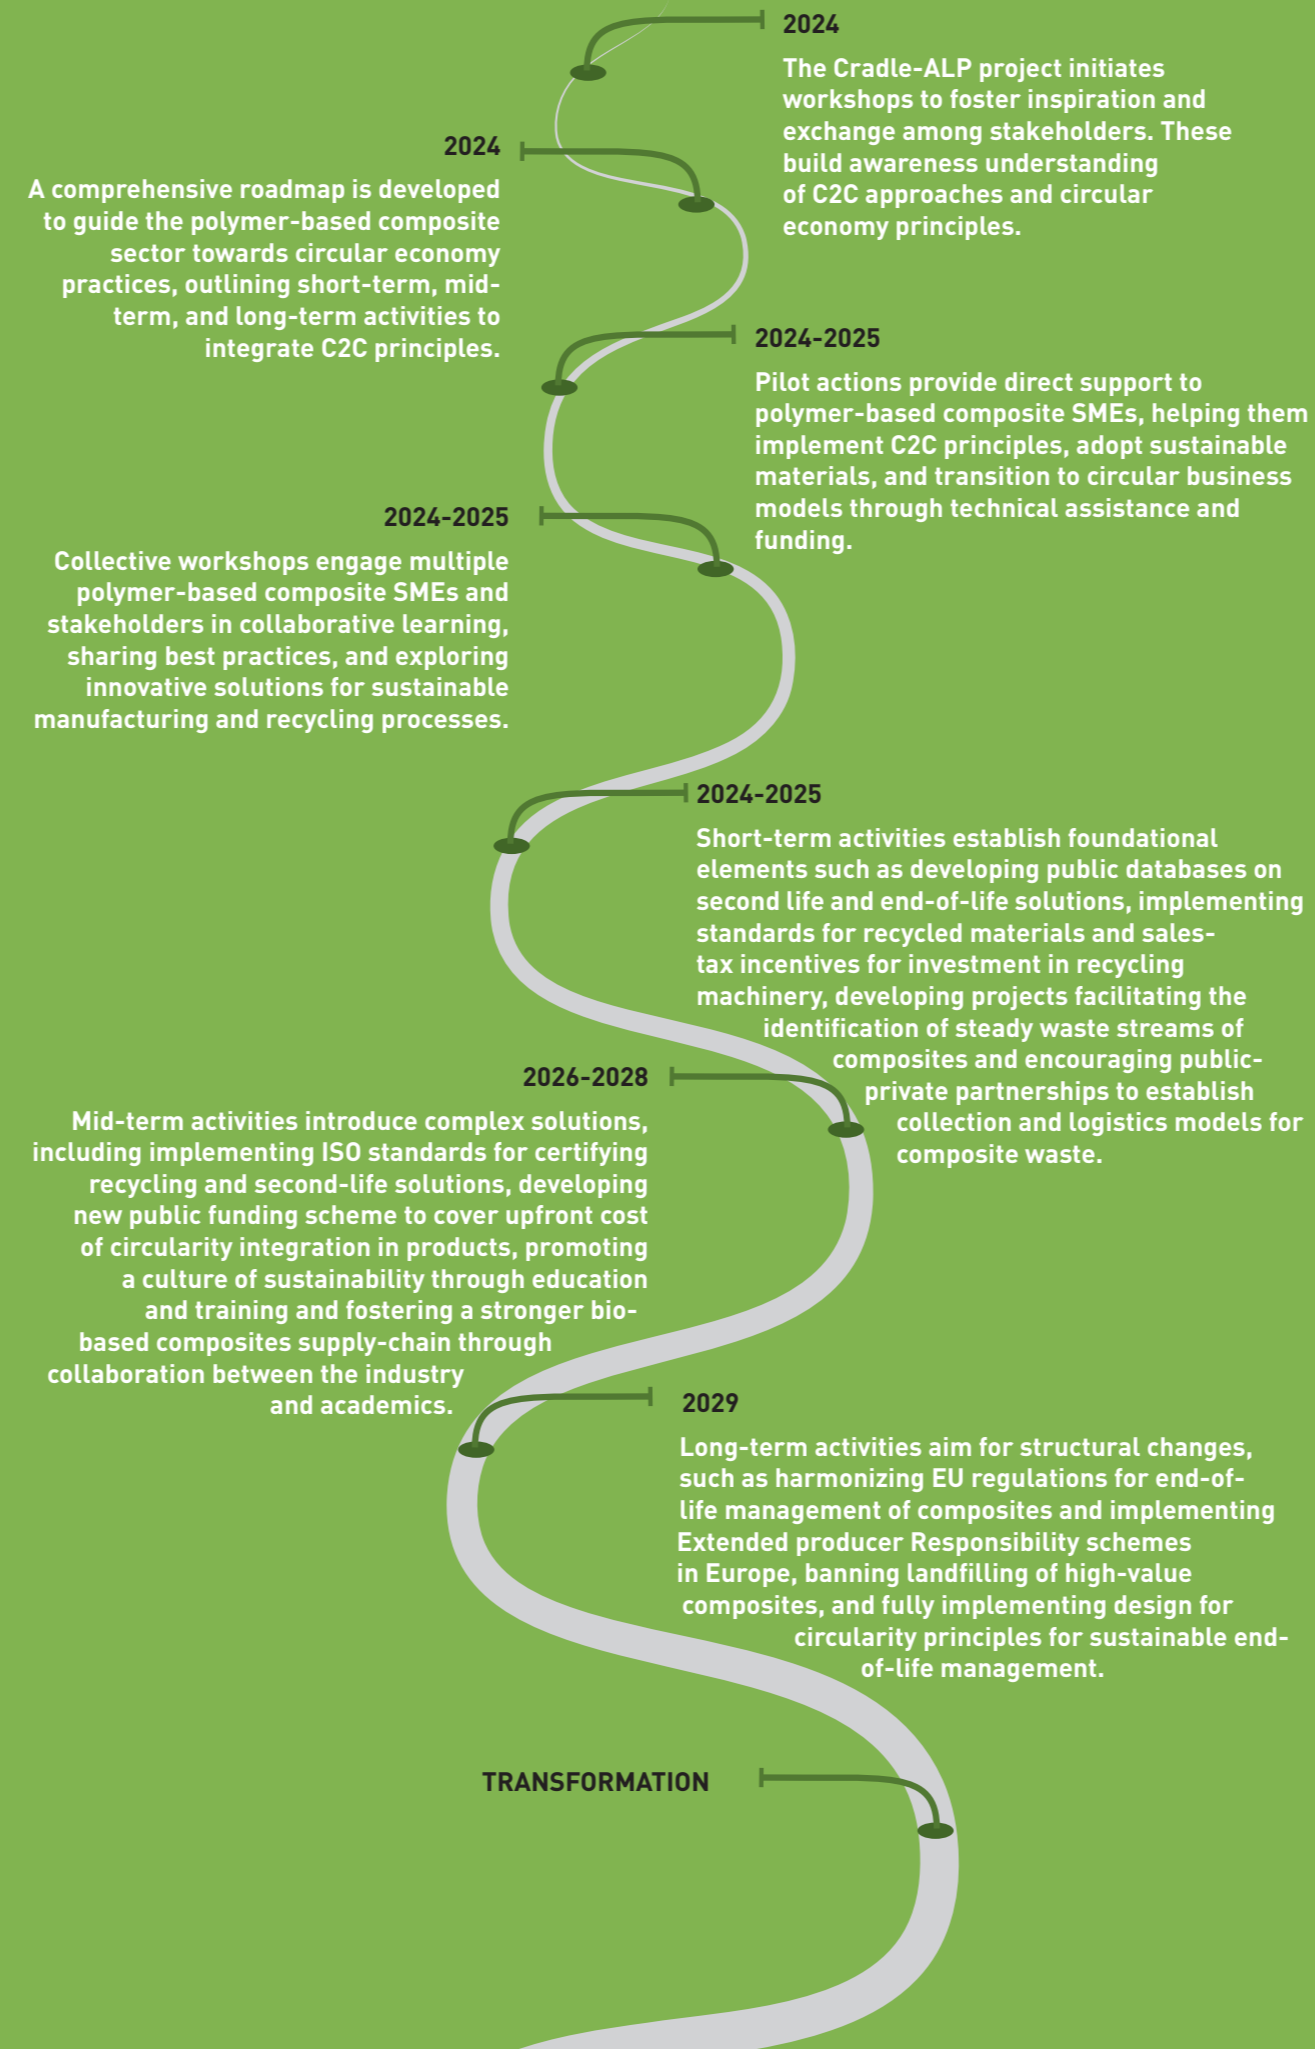 2024
The Cradle-ALP project initiates
workshops to foster inspiration and
exchange among stakeholders. These
build awareness understanding
of C2C approaches and circular
economy principles.
2024
A comprehensive roadmap is developed
to guide the polymer-based composite
sector towards circular economy
practices, outlining short-term, mid-
term, and long-term activities to
integrate C2C principles.
2024-2025
Pilot actions provide direct support to
polymer-based composite SMEs, helping them
implement C2C principles, adopt sustainable
materials, and transition to circular business
models through technical assistance and
funding.
2024-2025
Collective workshops engage multiple
polymer-based composite SMEs and
stakeholders in collaborative learning,
sharing best practices, and exploring
innovative solutions for sustainable
manufacturing and recycling processes.
2024-2025
Short-term activities establish foundational
elements such as developing public databases on
second life and end-of-life solutions, implementing
standards for recycled materials and sales-
tax incentives for investment in recycling
machinery, developing projects facilitating the
identification of steady waste streams of
composites and encouraging public-
private partnerships to establish
collection and logistics models for
composite waste.
2026-2028
Mid-term activities introduce complex solutions,
including implementing ISO standards for certifying
recycling and second-life solutions, developing
new public funding scheme to cover upfront cost
of circularity integration in products, promoting
a culture of sustainability through education
and training and fostering a stronger bio-
based composites supply-chain through
collaboration between the industry
and academics.
2029
Long-term activities aim for structural changes,
such as harmonizing EU regulations for end-of-
life management of composites and implementing
Extended producer Responsibility schemes
in Europe, banning landfilling of high-value
composites, and fully implementing design for
circularity principles for sustainable end-
of-life management.
TRANSFORMATION